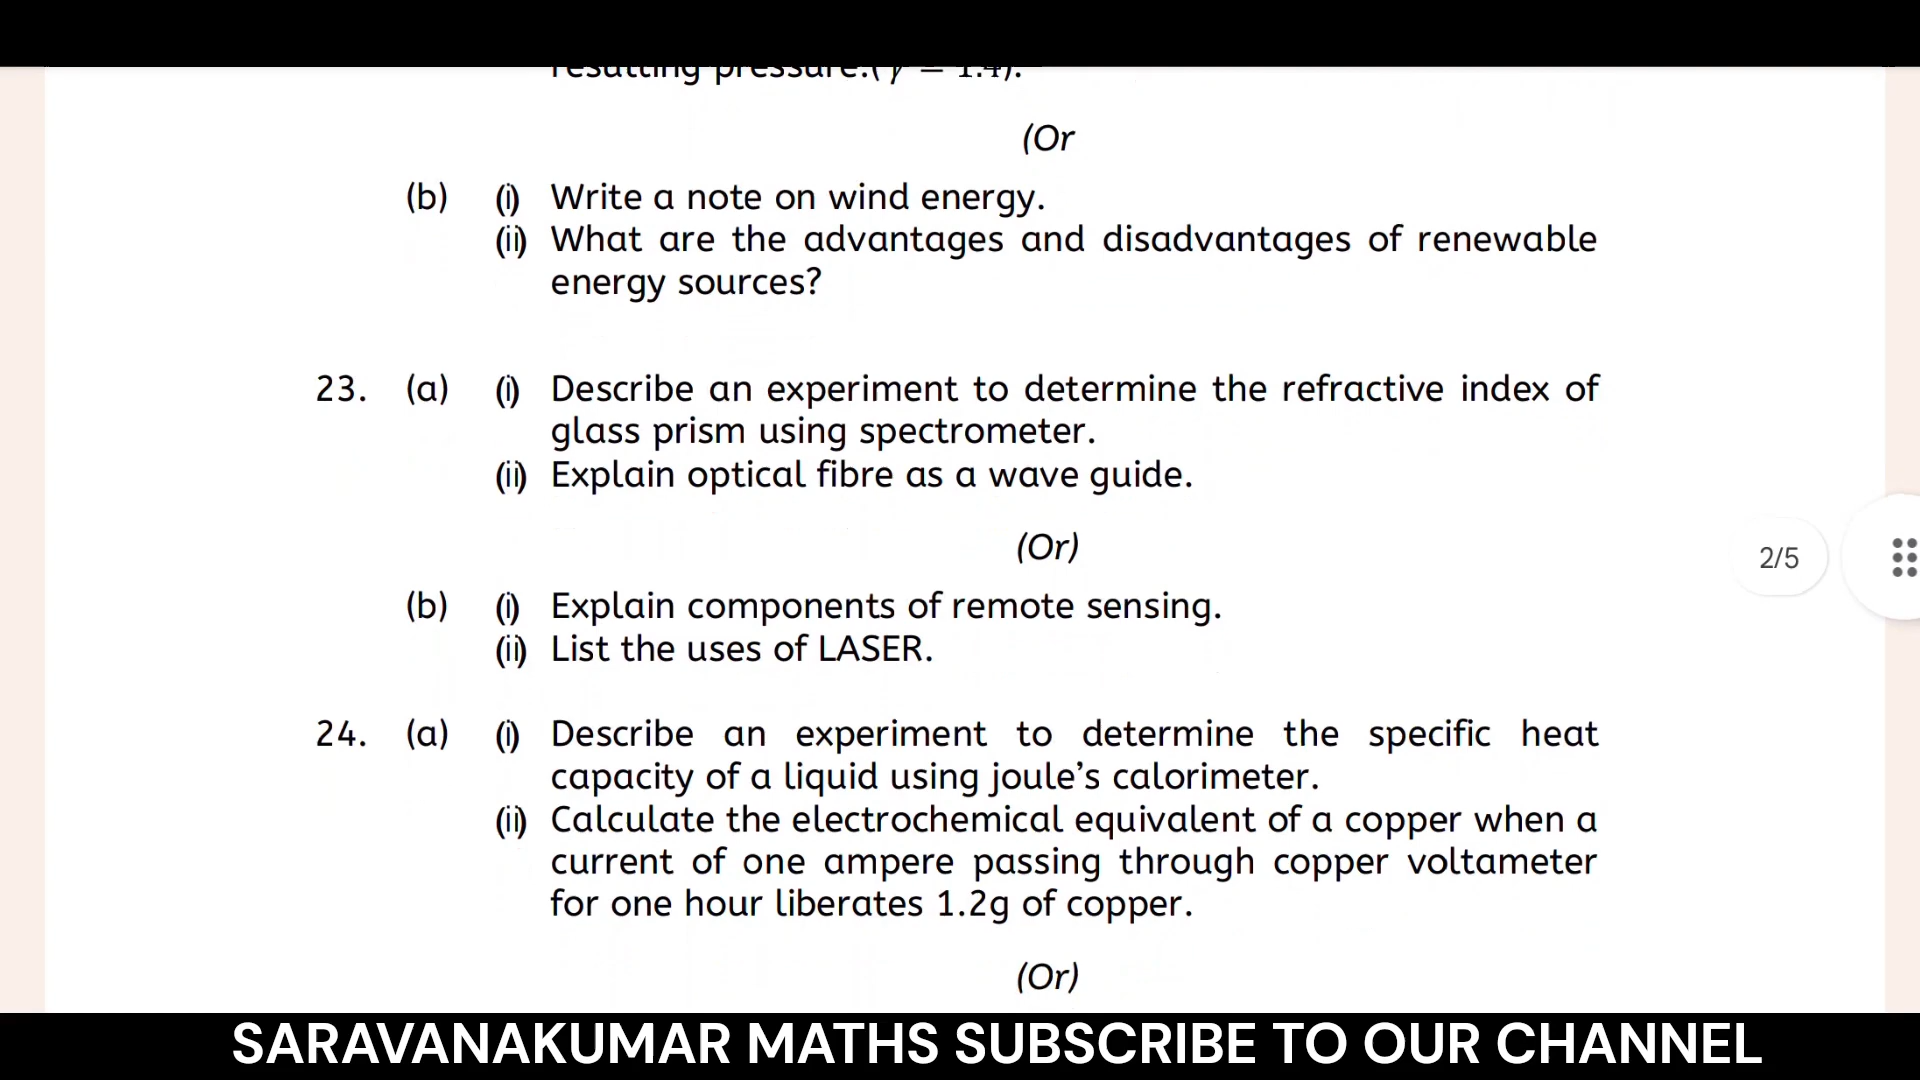 resulting pressure.(γ = 1.4).
(Or
(b) (i) Write a note on wind energy.
(ii) What are the advantages and disadvantages of renewable
energy sources?
23. (a) (i) Describe an experiment to determine the refractive index of
glass prism using spectrometer.
(ii) Explain optical fibre as a wave guide.
(Or)
(b) (i) Explain components of remote sensing.
(ii) List the uses of LASER.
2/5
24. (a) (i) Describe an experiment to determine the specific heat
capacity of a liquid using joule’s calorimeter.
(ii) Calculate the electrochemical equivalent of a copper when a
current of one ampere passing through copper voltameter
for one hour liberates 1.2g of copper.
(Or)
SARAVANAKUMAR MATHS SUBSCRIBE TO OUR CHANNEL